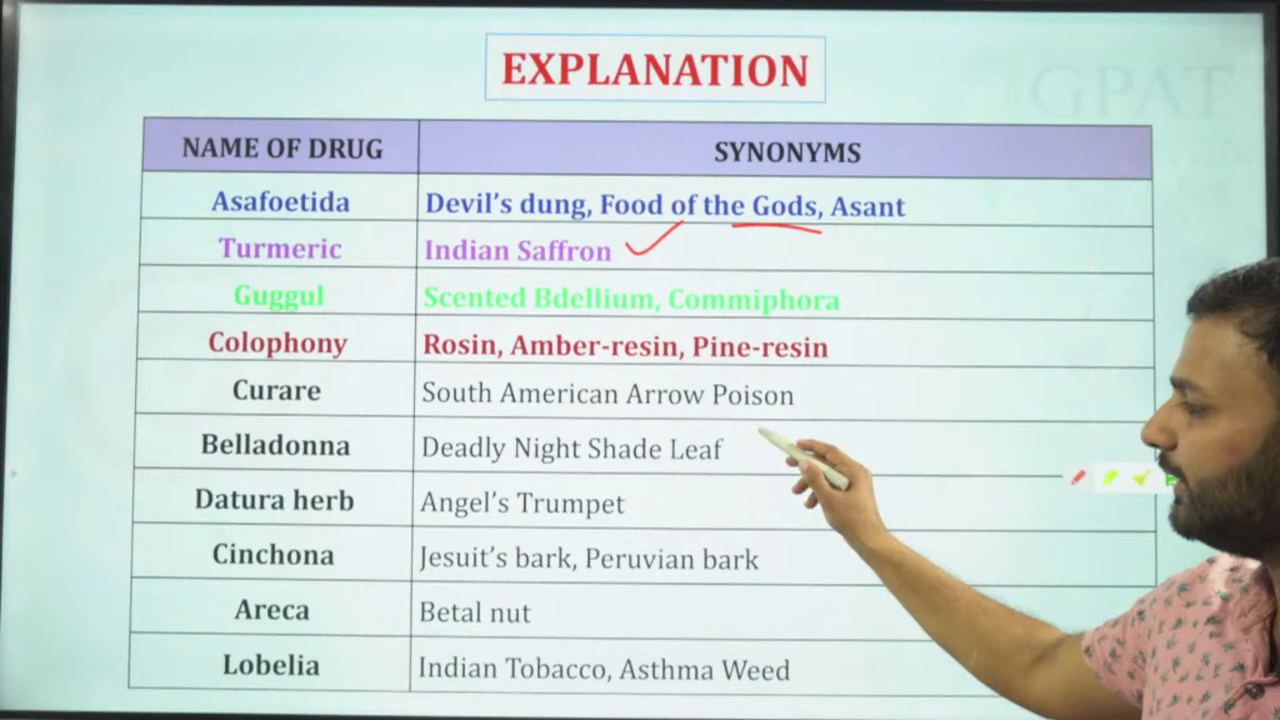 GPAT
EXPLANATION
NAME OF DRUG SYNONYMS
Asafoetida Devil's dung, Food of the Gods, Asant
Turmeric Indian Saffron
Guggul Scented Bdellium, Commiphora
Colophony Rosin, Amber-resin, Pine-resin
Curare South American Arrow Poison
Belladonna Deadly Night Shade Leaf
Datura herb Angel's Trumpet
Cinchona Jesuit's bark, Peruvian bark
Areca Betal nut
Lobelia Indian Tobacco, Asthma Weed